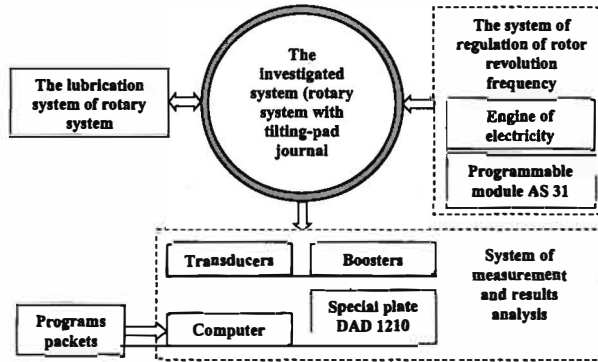 The lubrication
system of rotary
system
The
investigated
system (rotary
system with
tilting-pad
journal
The system of
regulation of rotor
revolution
frequency
Engine of
electricity
Programmable
module AS 31
Transducers
Boosters
System of
measurement
and results
analysis
Programs
packets
Computer
Special plate
DAD 1210